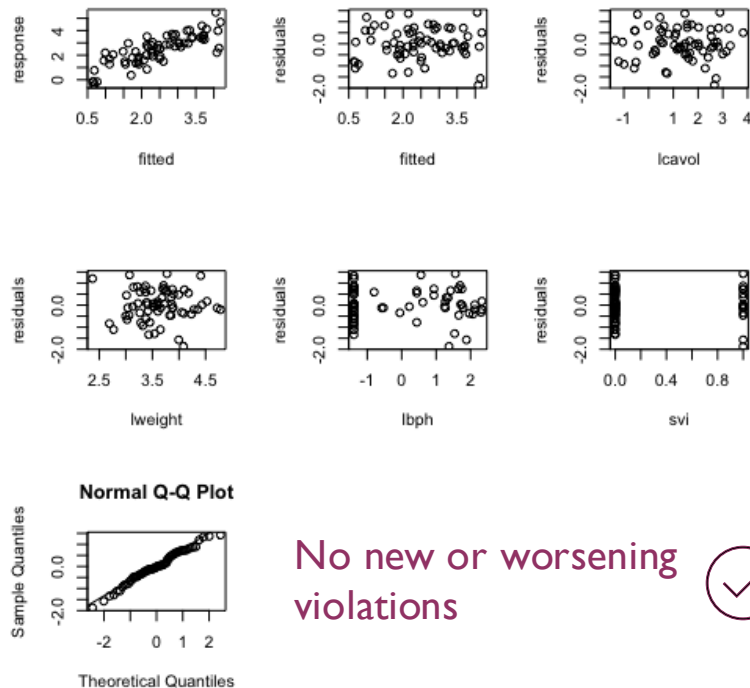 response
4
2
0
0.5 2.0 3.5
fitted
residuals
0.0
-2.0
0.5 2.0 3.5
fitted
residuals
0.0
-2.0
-1 1 2 3 4
lcavol
residuals
0.0
-2.0
2.5 3.5 4.5
lweight
residuals
0.0
-2.0
-1 0 1 2
lbph
residuals
0.0
-2.0
0.0 0.4 0.8
svi
Normal Q-Q Plot
Sample Quantiles
0.0
-2.0
-2 0 1 2
Theoretical Quantiles
No new or worsening
violations